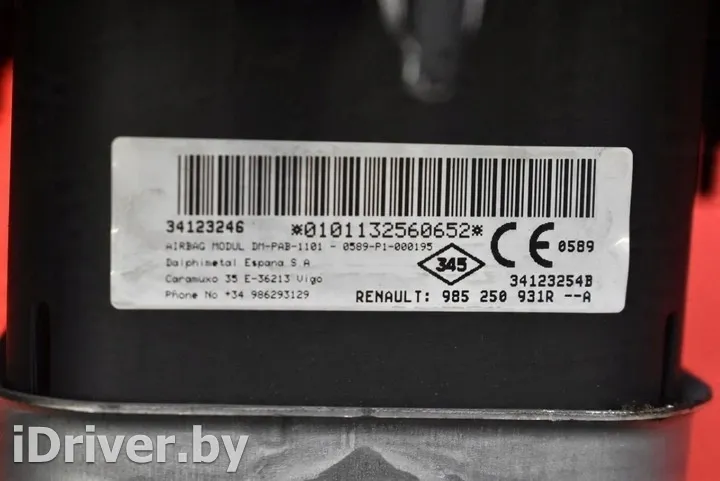 34123246 *0101132560652*
AIRBAG MODUL DM-PAB-1101 - 0589-P1-000195
CE 0589
Dalphimetal Espana S.A
345
Caramuxo 35 E-36213 Vigo
34123254B
Phone No +34 986293129
RENAULT: 985 250 931R --A
iDriver.by